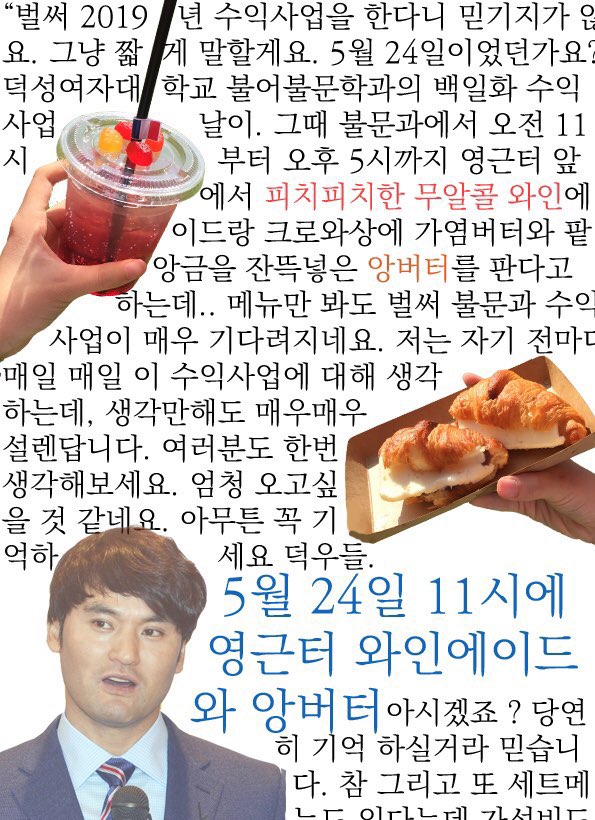 “벌써 2019 년 수익사업을 한다니 믿기지가
요. 그냥 짧 게 말할게요. 5월 24일이었던가요?
덕성여자대 학교 불어불문학과의 백일화 수익
사업 날이. 그때 불문과에서 오전 11
시 부터 오후 5시까지 영근터 앞
에서 피치피치한 무알콜 와인에
이드랑 크로와상에 가염버터와 팥
앙금을 잔뜩넣은 앙버터를 판다고
하는데.. 메뉴만 봐도 벌써 불문과 수익
사업이 매우 기다려지네요. 저는 자기 전마다
매일 매일 이 수익사업에 대해 생각
하는데, 생각만해도 매우매우
설렌답니다. 여러분도 한번
생각해보세요. 엄청 오고싶
을 것 같네요. 아무튼 꼭 기
억하 세요 덕우들.
5월 24일 11시에
영근터 와인에이드
와 앙버터 아시겠죠 ? 당연
히 기억 하실거라 믿습니
다. 참 그리고 또 세트메